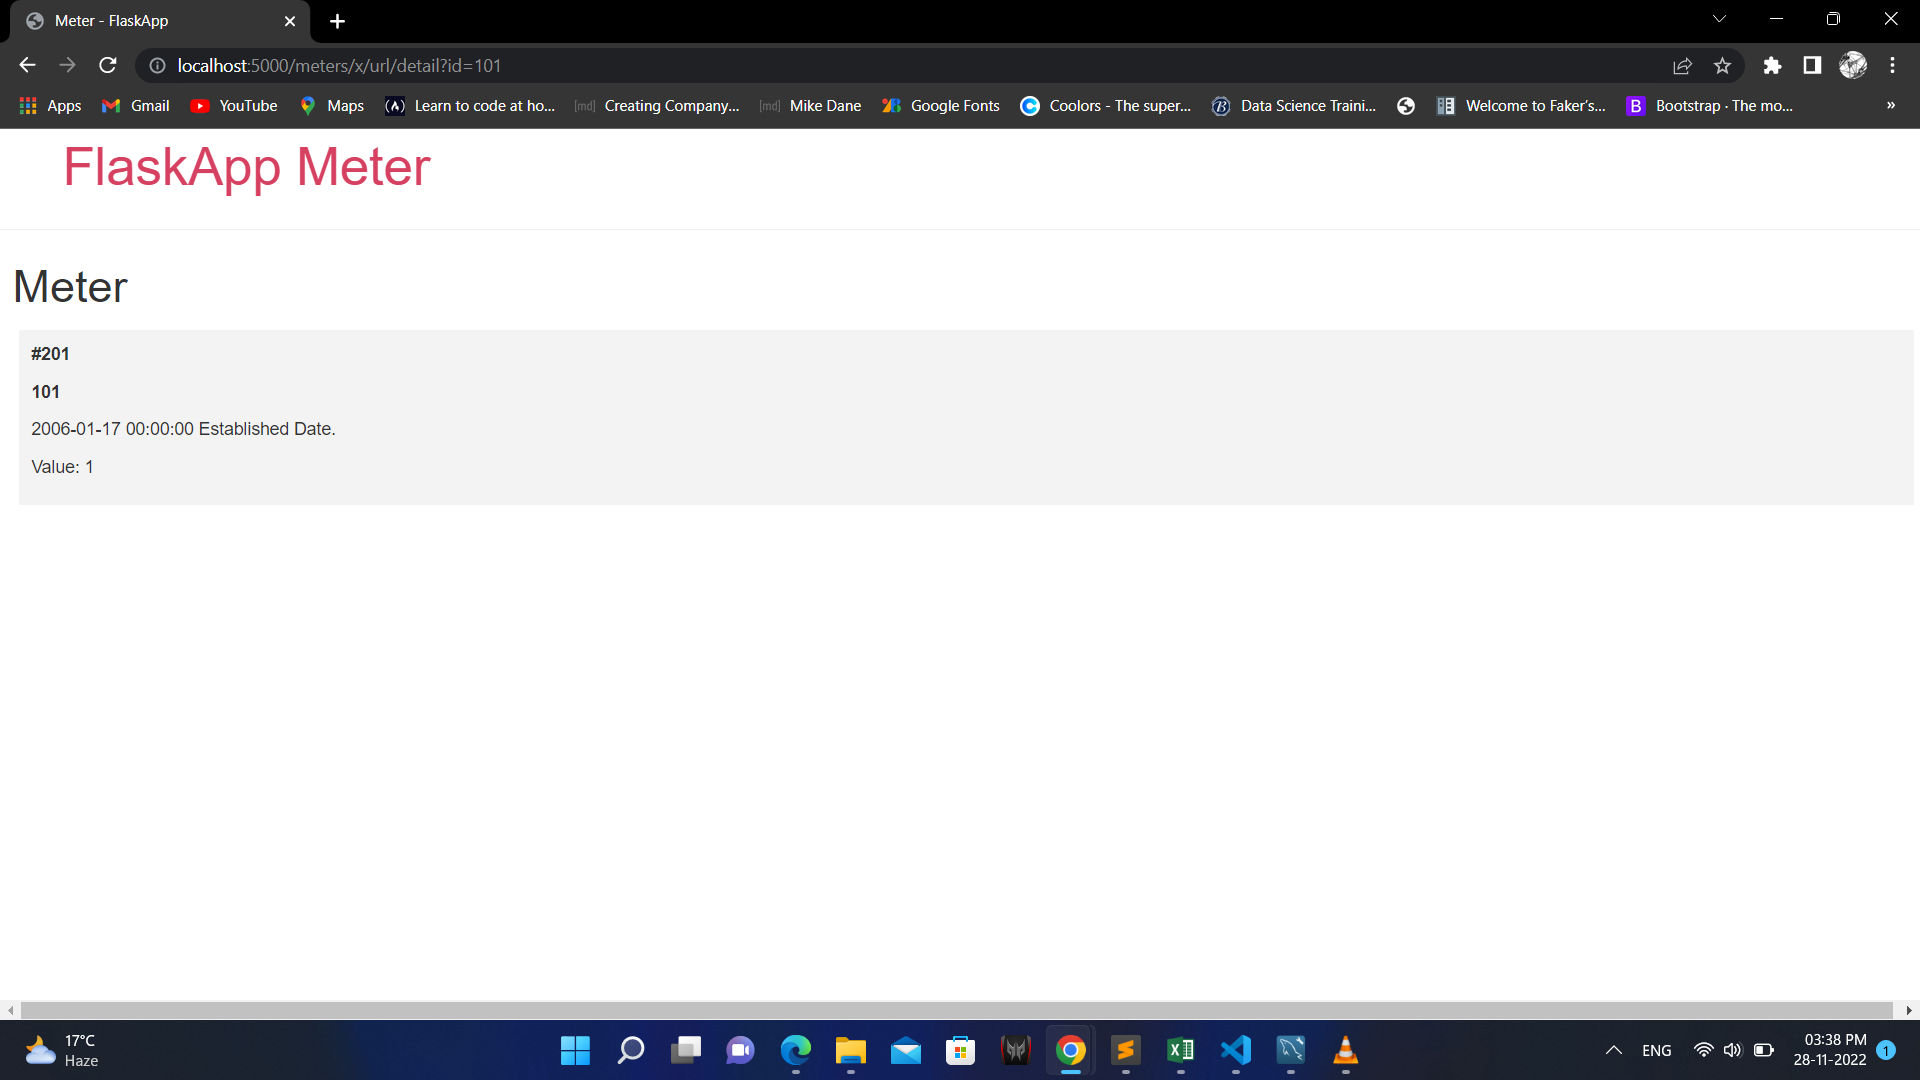 Meter - FlaskApp
localhost:5000/meters/x/url/detail?id=101
Apps Gmail YouTube Maps Learn to code at ho... [md] Creating Company... [md] Mike Dane Google Fonts Coolors - The super... Data Science Traini... Welcome to Faker's... B Bootstrap · The mo... »
FlaskApp Meter
Meter
#201
101
2006-01-17 00:00:00 Established Date.
Value: 1
17°C
Haze
ENG
03:38 PM
28-11-2022
1